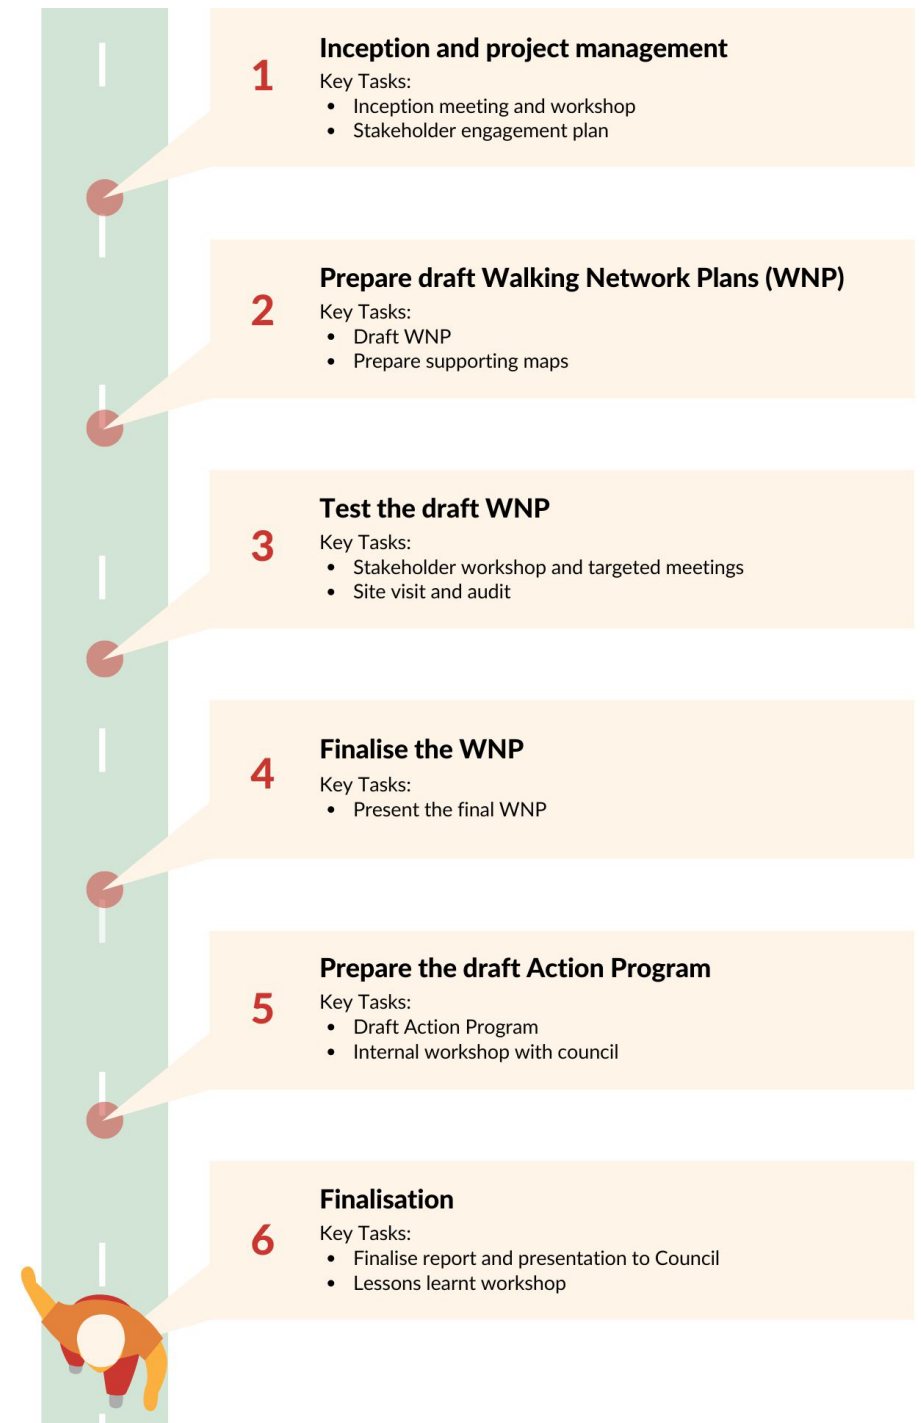 1
Inception and project management
Key Tasks:
• Inception meeting and workshop
• Stakeholder engagement plan
2
Prepare draft Walking Network Plans (WNP)
Key Tasks:
• Draft WNP
• Prepare supporting maps
3
Test the draft WNP
Key Tasks:
• Stakeholder workshop and targeted meetings
• Site visit and audit
4
Finalise the WNP
Key Tasks:
• Present the final WNP
5
Prepare the draft Action Program
Key Tasks:
• Draft Action Program
• Internal workshop with council
6
Finalisation
Key Tasks:
• Finalise report and presentation to Council
• Lessons learnt workshop